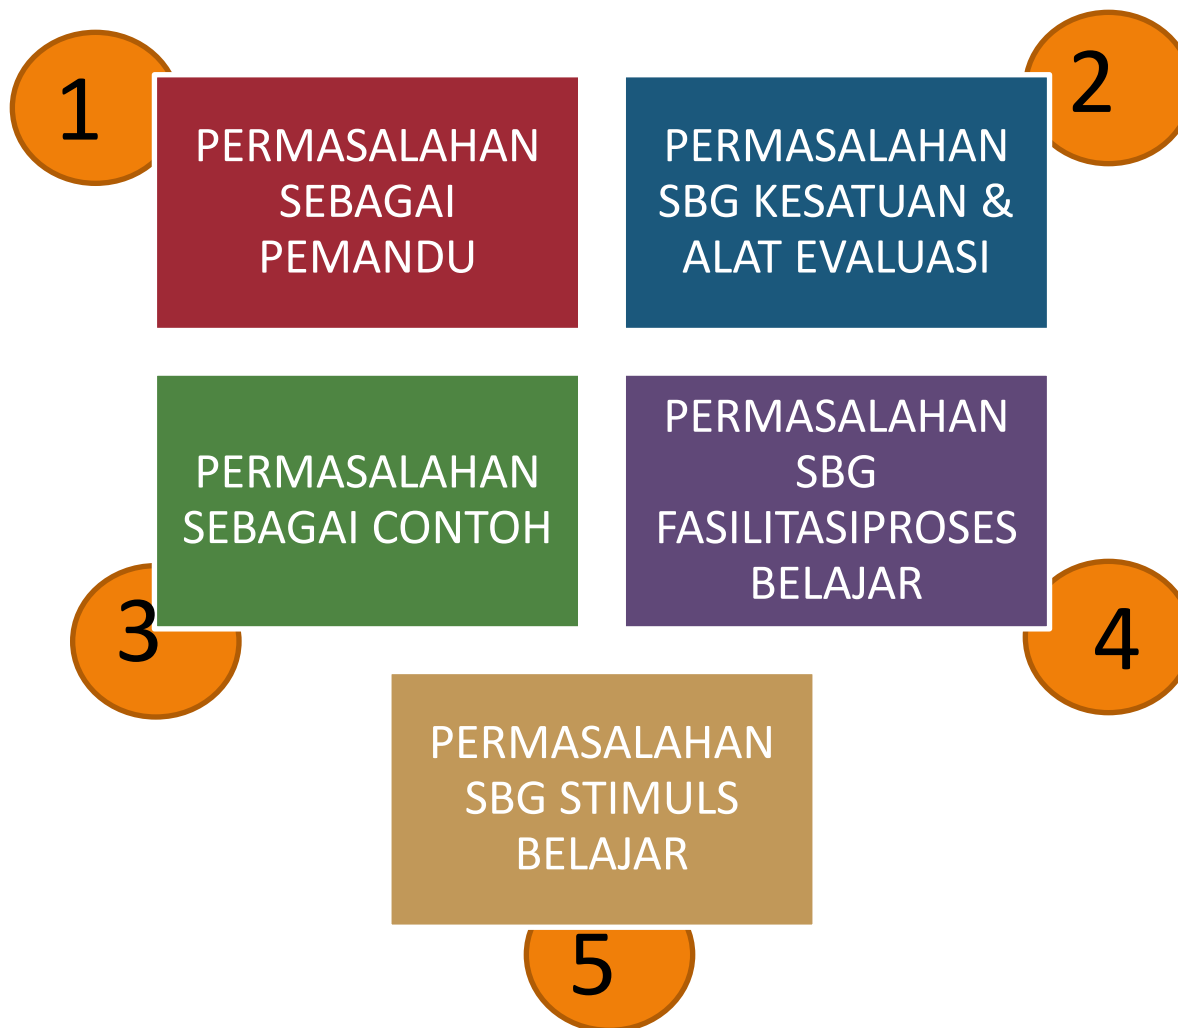 1
PERMASALAHAN
SEBAGAI
PEMANDU
2
PERMASALAHAN
SBG KESATUAN &
ALAT EVALUASI
3
PERMASALAHAN
SEBAGAI CONTOH
4
PERMASALAHAN
SBG
FASILITASIPROSES
BELAJAR
PERMASALAHAN
SBG STIMULS
BELAJAR
5